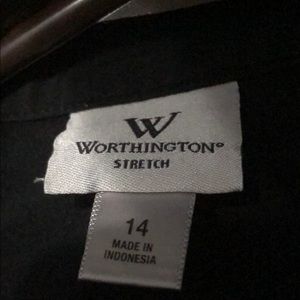 W
WORTHINGTON®
STRETCH
14
MADE IN
INDONESIA